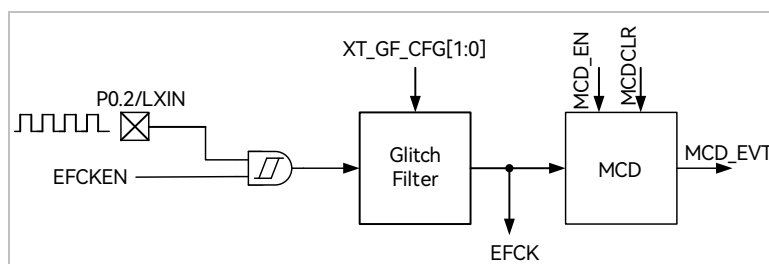 XT_GF_CFG[1:0]
MCD_EN
MCDCLR
P0.2/LXIN
EFCKEN
Glitch
Filter
MCD
MCD_EVT
EFCK